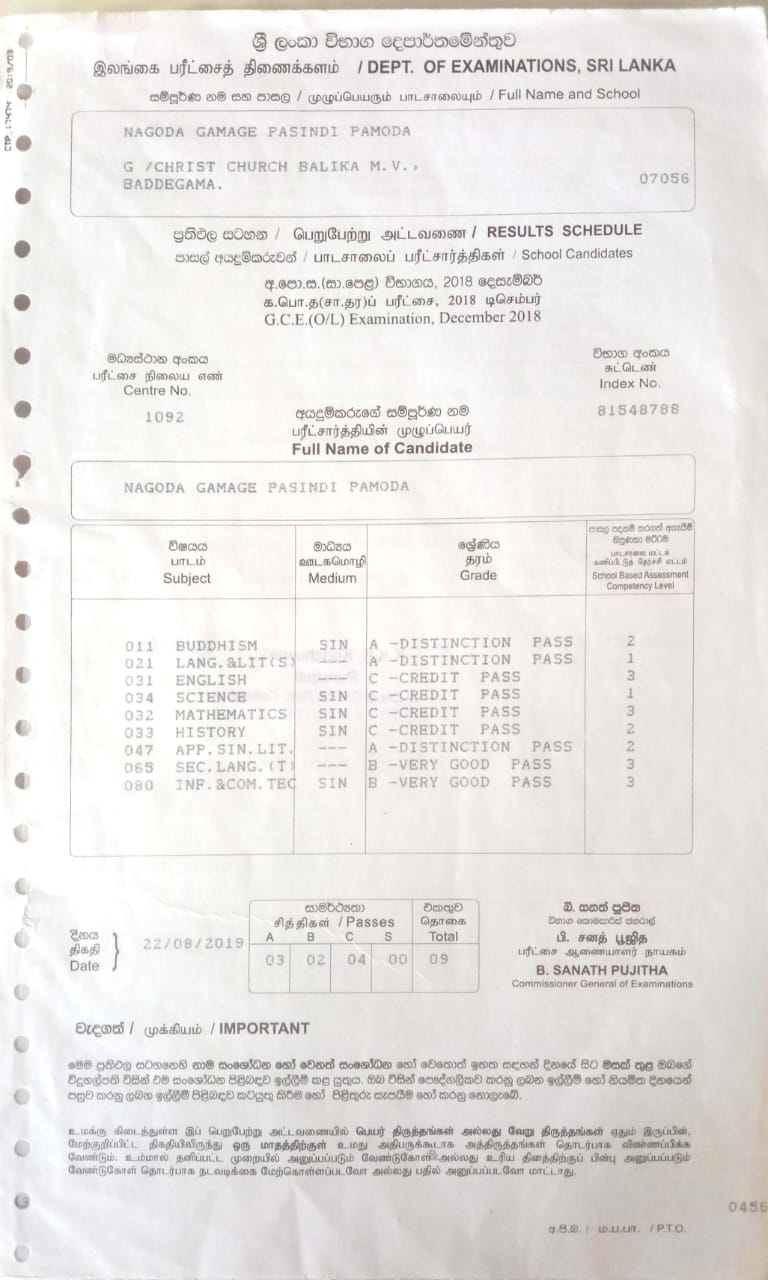 ශ්‍රී ලංකා විභාග දෙපාර්තමේන්තුව
இலங்கை பரீட்சைத் திணைக்களம் / DEPT. OF EXAMINATIONS, SRI LANKA
සම්පූර්ණ නම සහ පාසල / முழுப்பெயரும் பாடசாலையும் / Full Name and School
NAGODA GAMAGE PASINDI PAMODA
G /CHRIST CHURCH BALIKA M.V.,
BADDEGAMA.
07056
ප්‍රතිඵල සටහන / பெறுபேற்று அட்டவணை / RESULTS SCHEDULE
පාසල් අයදුම්කරුවන් / பாடசாலைப் பரீட்சார்த்திகள் / School Candidates
අ.පො.ස.(සා.පෙළ) විභාගය, 2018 දෙසැම්බර්
க.பொ.த(சா.தர)ப் பரீட்சை, 2018 டிசெம்பர்
G.C.E.(O/L) Examination, December 2018
මධ්‍යස්ථාන අංකය
பரீட்சை நிலைய எண்
Centre No.
1092
විභාග අංකය
சுட்டெண்
Index No.
81548788
අයදුම්කරුගේ සම්පූර්ණ නම
பரீட்சார்த்தியின் முழுப்பெயர்
Full Name of Candidate
NAGODA GAMAGE PASINDI PAMODA
විෂයය
பாடம்
Subject
මාධ්‍යය
ஊடகமொழி
Medium
ශ්‍රේණිය
தரம்
Grade
පාසල පදනම් කරගත් ඇගයීම්
නිපුණතා මට්ටම
பாடசாலை மட்டக்
கணிப்பீட்டுத் தேர்ச்சி மட்டம்
School Based Assessment
Competency Level
011 BUDDHISM SIN A -DISTINCTION PASS 2
021 LANG.&LIT(S) --- A -DISTINCTION PASS 1
031 ENGLISH --- C -CREDIT PASS 3
034 SCIENCE SIN C -CREDIT PASS 1
032 MATHEMATICS SIN C -CREDIT PASS 3
033 HISTORY SIN C -CREDIT PASS 2
047 APP.SIN.LIT. --- A -DISTINCTION PASS 2
065 SEC.LANG.(T) --- B -VERY GOOD PASS 3
080 INF.&COM.TEC SIN B -VERY GOOD PASS 3
දිනය
திகதி
Date
22/08/2019
සාමර්ථ්‍යතා
சித்திகள் / Passes
A B C S
03 02 04 00
එකතුව
தொகை
Total
09
බී. සනත් පූජිත
විභාග කොමසාරිස් ජනරාල්
பி. சனத் பூஜித
பரீட்சை ஆணையாளர் நாயகம்
B. SANATH PUJITHA
Commissioner General of Examinations
වැදගත් / முக்கியம் / IMPORTANT
මෙම ප්‍රතිඵල සටහනෙහි නාම සංශෝධන හෝ වෙනත් සංශෝධන හෝ වෙතොත් ඉහත සඳහන් දිනයේ සිට මසක් තුළ ඔබගේ
විදුහල්පති විසින් එම සංශෝධන පිළිබඳව ඉල්ලීම් කළ යුතුය. ඔබ විසින් පෞද්ගලිකව කරනු ලබන ඉල්ලීම් හෝ නියමිත දිනයෙන්
පසුව කරනු ලබන ඉල්ලීම් පිළිබඳව කටයුතු කිරීම හෝ පිළිතුරු සැපයීම හෝ කරනු නොලැබේ.
உமக்கு கிடைத்துள்ள இப் பெறுபேற்று அட்டவணையில் பெயர் திருத்தங்கள் அல்லது வேறு திருத்தங்கள் ஏதும் இருப்பின்,
மேற்குறிப்பிட்ட திகதியிலிருந்து ஒரு மாதத்திற்குள் உமது அதிபருக்கூடாக அத்திருத்தங்கள் தொடர்பாக விண்ணப்பிக்க
வேண்டும். உம்மால் தனிப்பட்ட முறையில் அனுப்பப்படும் வேண்டுகோள் அல்லது உரிய தினத்திற்குப் பின்பு அனுப்பப்படும்
வேண்டுகோள் தொடர்பாக நடவடிக்கை மேற்கொள்ளப்படவோ அல்லது பதில் அனுப்பப்படவோ மாட்டாது.
0456
අ.පි.බ. / ம.ப.பா. / P.T.O.